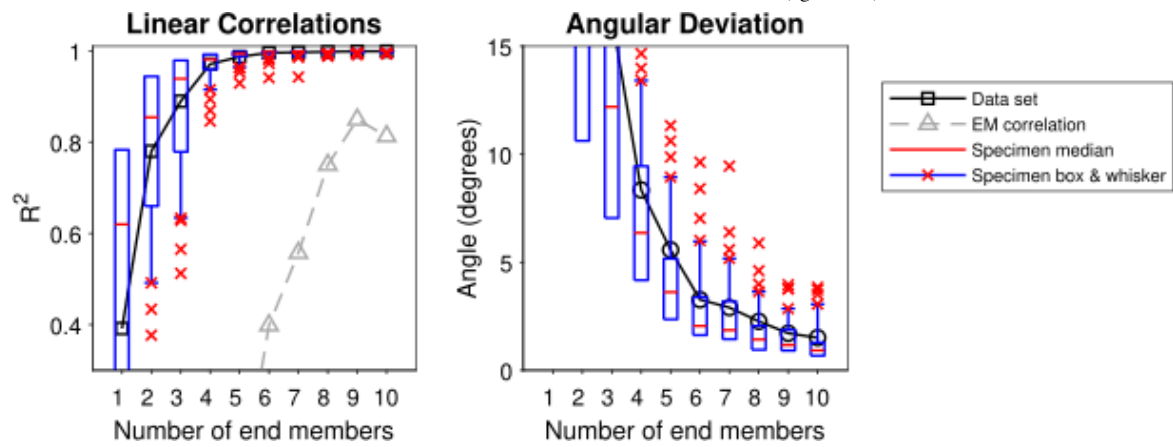 Linear Correlations
1
0.8
0.6
0.4
R²
1 2 3 4 5 6 7 8 9 10
Number of end members
Angular Deviation
15
10
5
0
Angle (degrees)
1 2 3 4 5 6 7 8 9 10
Number of end members
Data set
EM correlation
Specimen median
Specimen box & whisker